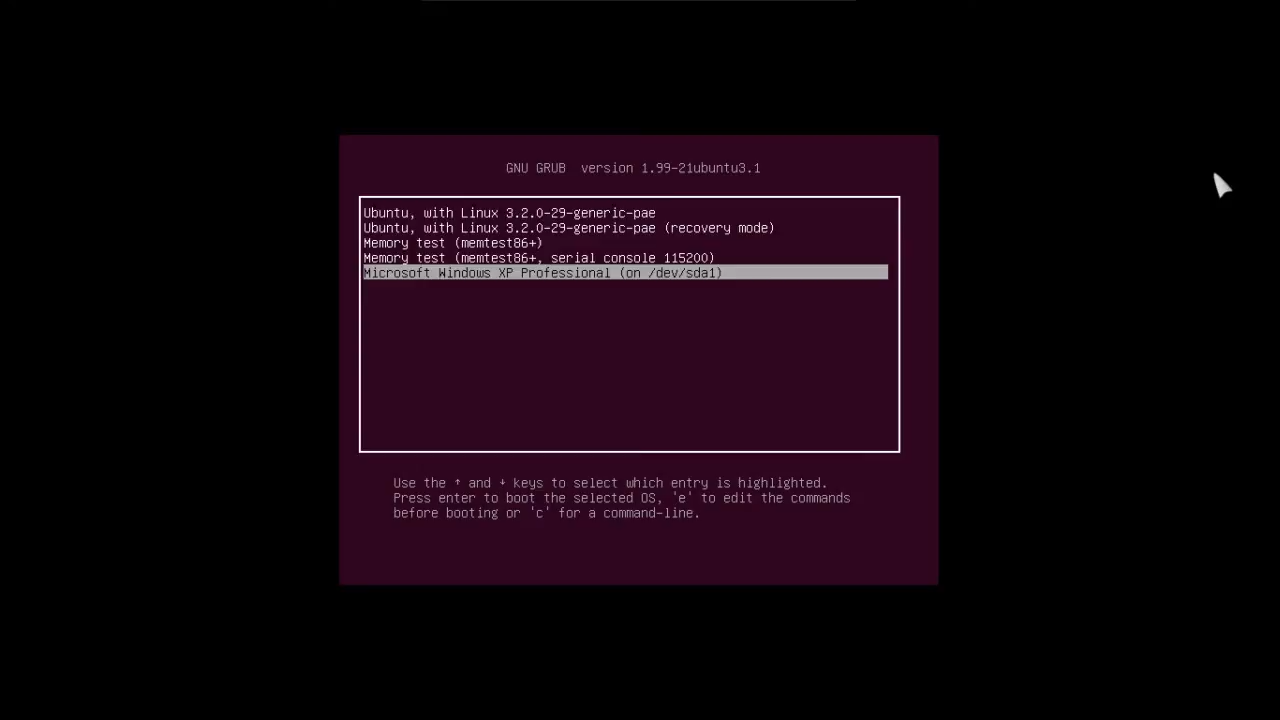 GNU GRUB  version 1.99-21ubuntu3.1
Ubuntu, with Linux 3.2.0-29-generic-pae
Ubuntu, with Linux 3.2.0-29-generic-pae (recovery mode)
Memory test (memtest86+)
Memory test (memtest86+, serial console 115200)
Microsoft Windows XP Professional (on /dev/sda1)
Use the ↑ and ↓ keys to select which entry is highlighted.
Press enter to boot the selected OS, 'e' to edit the commands
before booting or 'c' for a command-line.